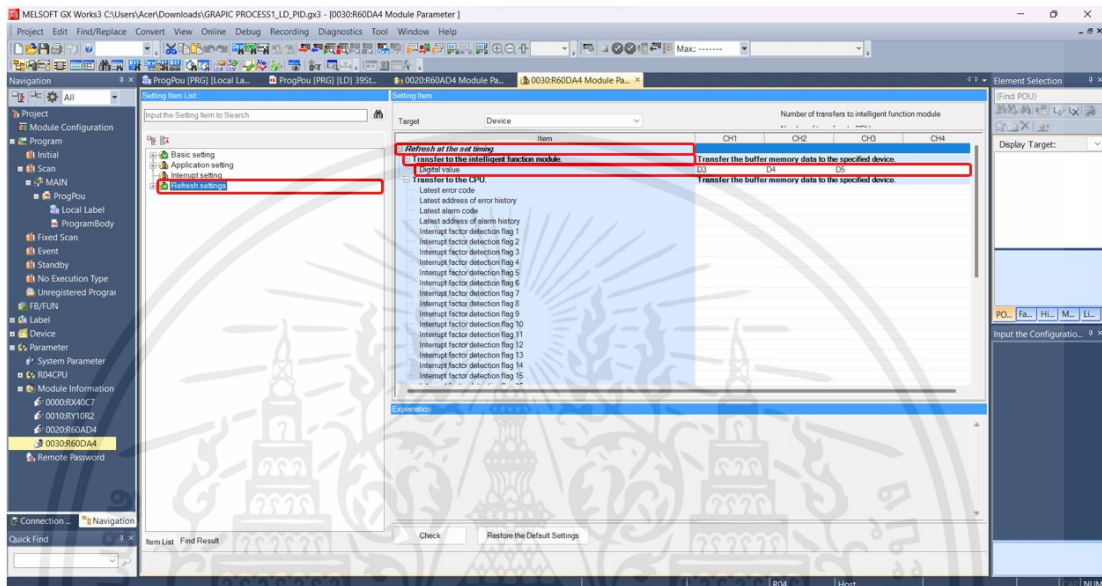 MELSOFT GX Works3 C:\Users\Acer\Downloads\GRAPIC PROCESS1_LD_PID.gx3 - [0030:R60DA4 Module Parameter ]
Project Edit Find/Replace Convert View Online Debug Recording Diagnostics Tool Window Help
Max.: -------
Navigation
ProgPou [PRG] [Local La...
ProgPou [PRG] [LD] 39St...
0020:R60AD4 Module Pa...
0030:R60DA4 Module Pa...
Element Selection
All
Project
Module Configuration
Program
Initial
Scan
MAIN
ProgPou
Local Label
ProgramBody
Fixed Scan
Event
Standby
No Execution Type
Unregistered Progra
FB/FUN
Label
Device
Parameter
System Parameter
R04CPU
Module Information
0000:RX40C7
0010:RY10R2
0020:R60AD4
0030:R60DA4
Remote Password
Connection ...
Navigation
Quick Find
Setting Item List
Input the Setting Item to Search
Basic setting
Application setting
Interrupt setting
Refresh settings
Item List Find Result
Setting Item
Target Device
Number of transfers to intelligent function module
Item CH1 CH2 CH3 CH4
Refresh at the set timing.
Transfer to the intelligent function module. Transfer the buffer memory data to the specified device.
Digital value D3 D4 D5
Transfer to the CPU. Transfer the buffer memory data to the specified device.
Latest error code
Latest address of error history
Latest alarm code
Latest address of alarm history
Interrupt factor detection flag 1
Interrupt factor detection flag 2
Interrupt factor detection flag 3
Interrupt factor detection flag 4
Interrupt factor detection flag 5
Interrupt factor detection flag 6
Interrupt factor detection flag 7
Interrupt factor detection flag 8
Interrupt factor detection flag 9
Interrupt factor detection flag 10
Interrupt factor detection flag 11
Interrupt factor detection flag 12
Interrupt factor detection flag 13
Interrupt factor detection flag 14
Interrupt factor detection flag 15
Explanation
Check Restore the Default Settings
(Find POU)
Display Target:
PO... Fa... Hi... M... Li...
Input the Configuratio...
R04 Host CAP NUM